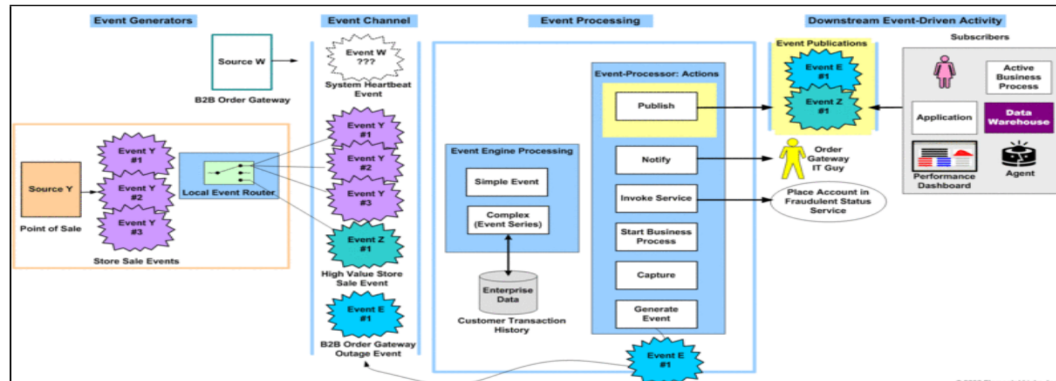 Event Generators
Event Channel
Event Processing
Downstream Event-Driven Activity
Source W
B2B Order Gateway
Source Y
Point of Sale
Event Y
#1
Event Y
#2
Event Y
#3
Store Sale Events
Local Event Router
Event W
???
System Heartbeat
Event
Event Y
#1
Event Y
#2
Event Y
#3
Event Z
#1
High Value Store
Sale Event
Event E
#1
B2B Order Gateway
Outage Event
Event Engine Processing
Simple Event
Complex
(Event Series)
Enterprise
Data
Customer Transaction
History
Event-Processor: Actions
Publish
Notify
Invoke Service
Start Business
Process
Capture
Generate
Event
Event E
#1
Event Publications
Event E
#1
Event Z
#1
Order
Gateway
IT Guy
Place Account in
Fraudulent Status
Service
Subscribers
Active
Business
Process
Application
Data
Warehouse
Performance
Dashboard
Agent